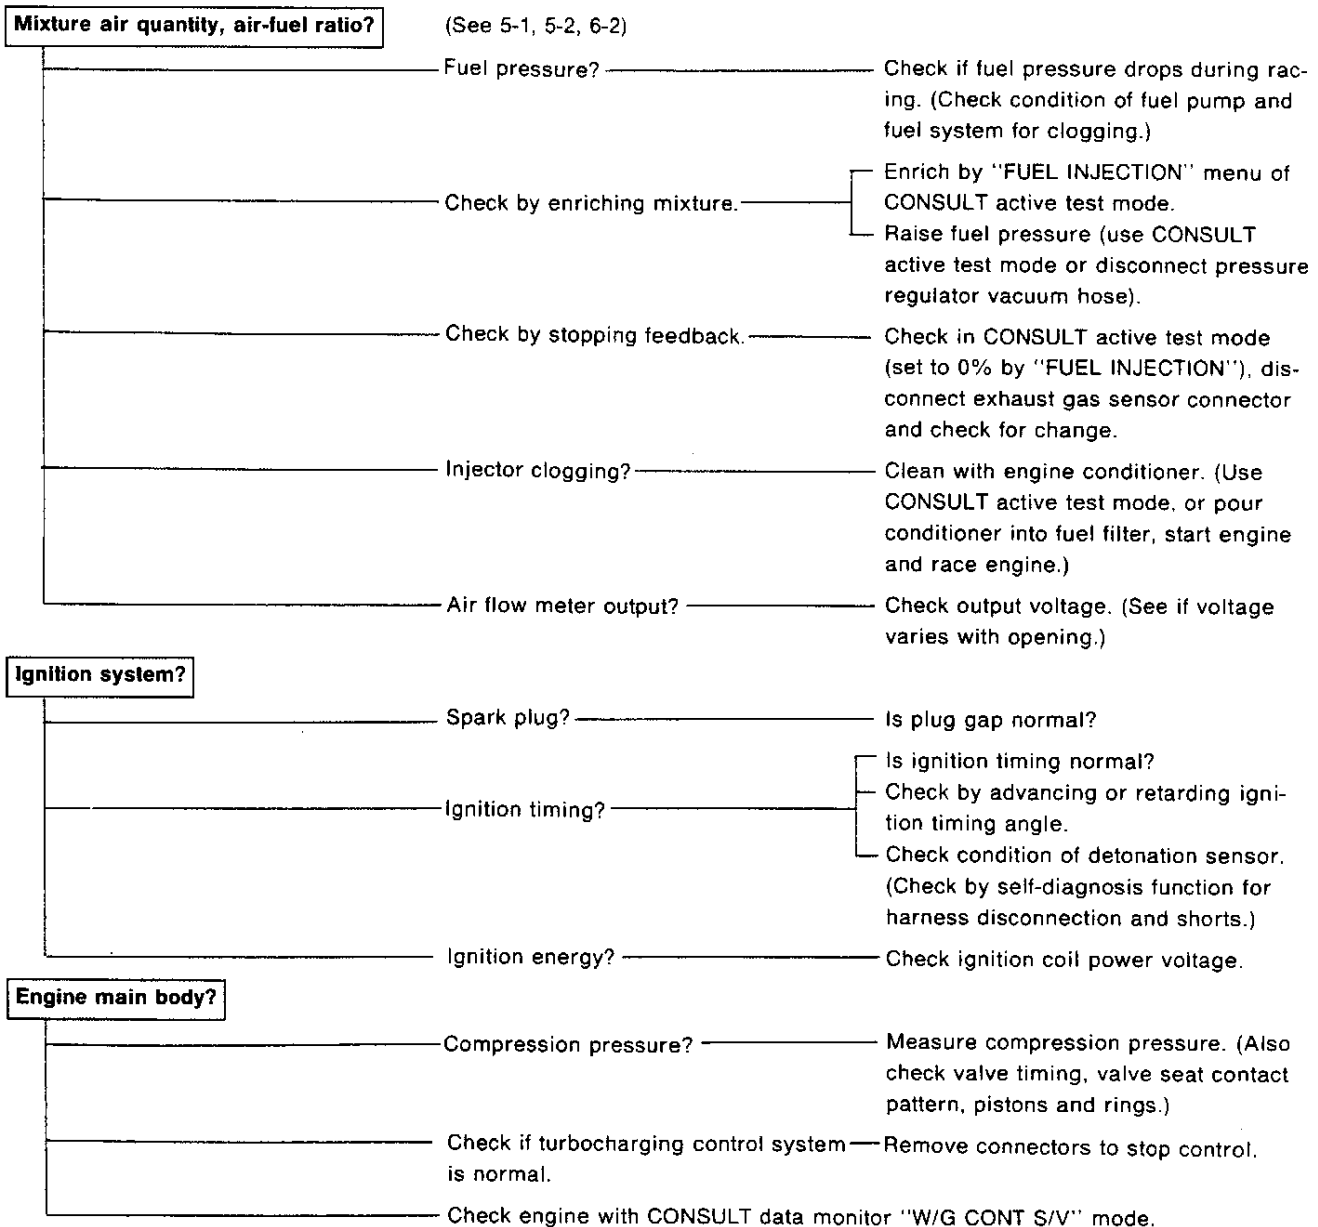 Mixture air quantity, air-fuel ratio? (See 5-1, 5-2, 6-2)
Fuel pressure? Check if fuel pressure drops during rac-
ing. (Check condition of fuel pump and
fuel system for clogging.)
Check by enriching mixture. Enrich by "FUEL INJECTION" menu of
CONSULT active test mode.
Raise fuel pressure (use CONSULT
active test mode or disconnect pressure
regulator vacuum hose).
Check by stopping feedback. Check in CONSULT active test mode
(set to 0% by "FUEL INJECTION"), dis-
connect exhaust gas sensor connector
and check for change.
Injector clogging? Clean with engine conditioner. (Use
CONSULT active test mode, or pour
conditioner into fuel filter, start engine
and race engine.)
Air flow meter output? Check output voltage. (See if voltage
varies with opening.)
Ignition system?
Spark plug? Is plug gap normal?
Is ignition timing normal?
Ignition timing? Check by advancing or retarding igni-
tion timing angle.
Check condition of detonation sensor.
(Check by self-diagnosis function for
harness disconnection and shorts.)
Ignition energy? Check ignition coil power voltage.
Engine main body?
Compression pressure? Measure compression pressure. (Also
check valve timing, valve seat contact
pattern, pistons and rings.)
Check if turbocharging control system Remove connectors to stop control.
is normal.
Check engine with CONSULT data monitor "W/G CONT S/V" mode.